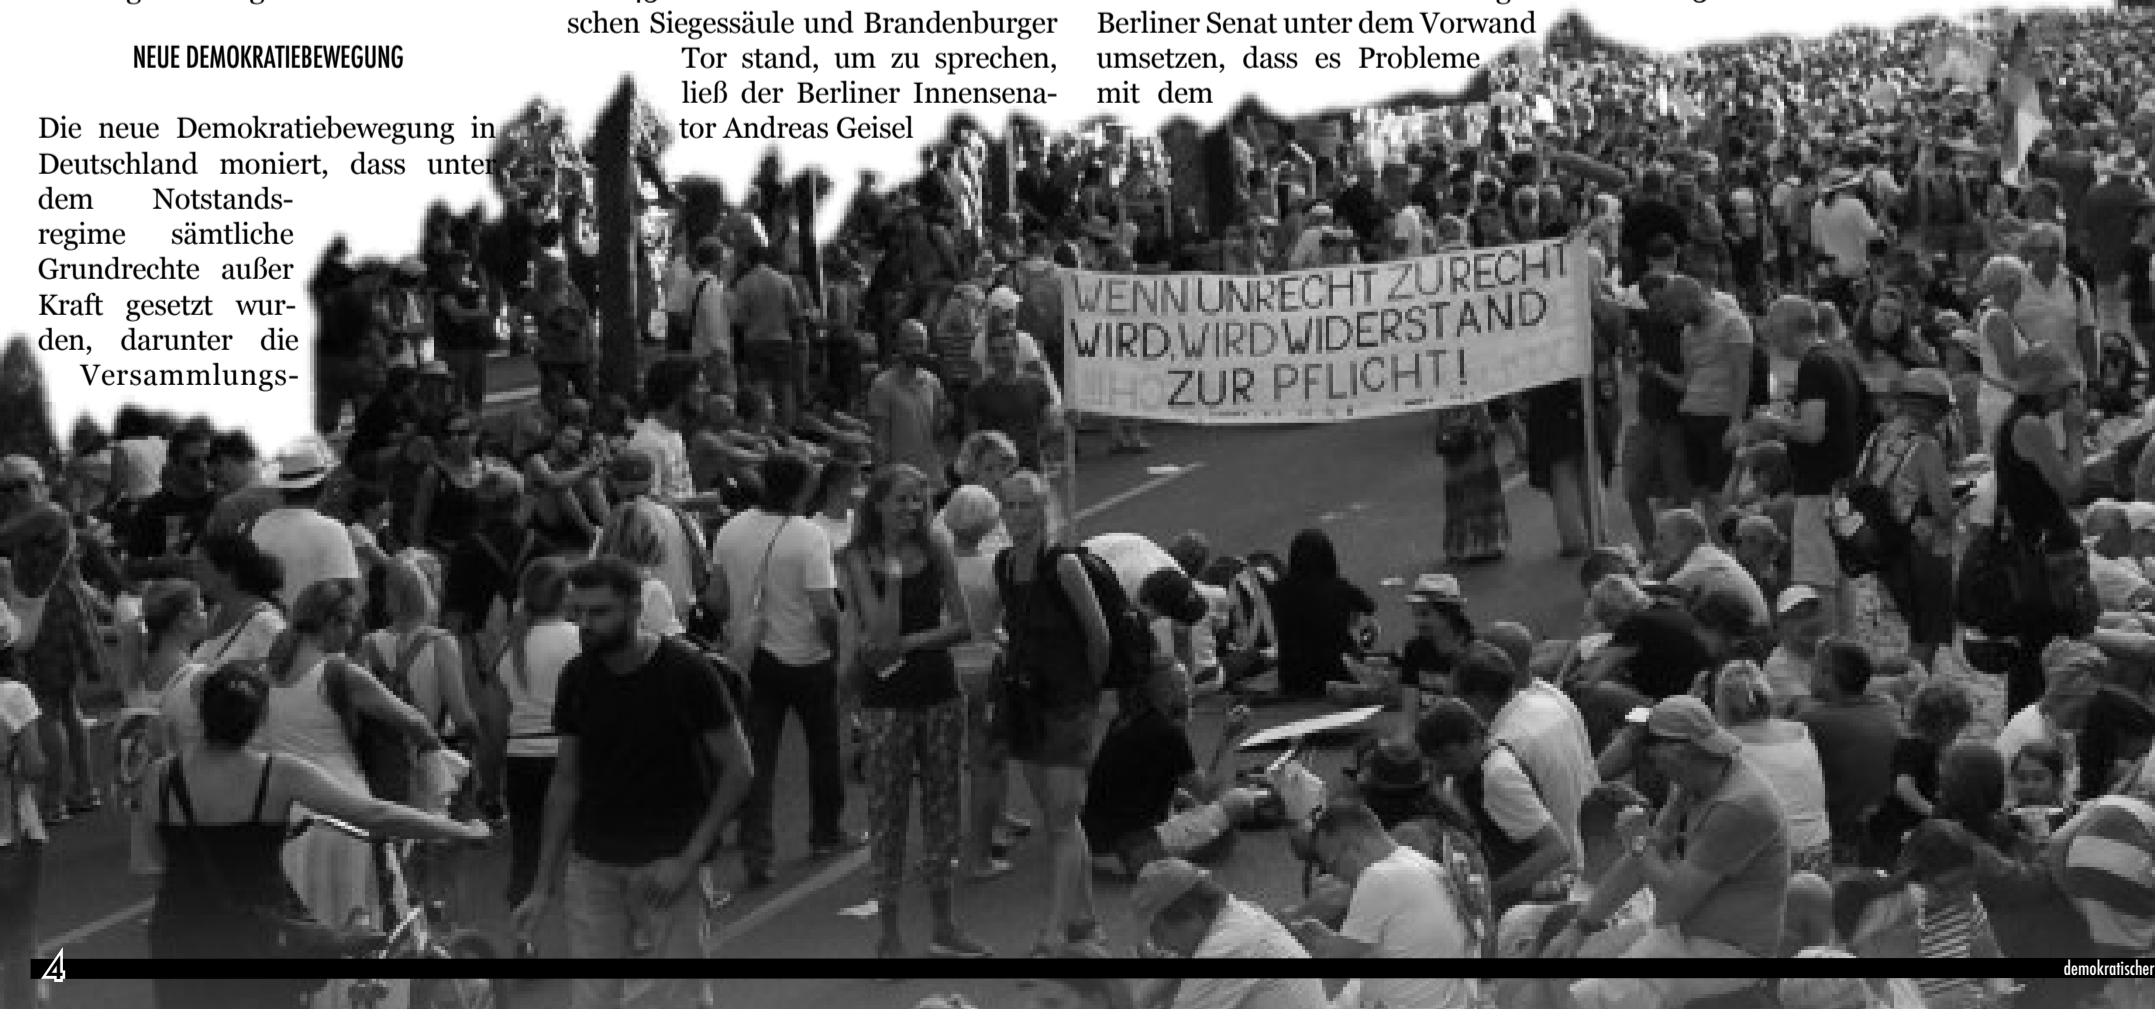 NEUE DEMOKRATIEBEWEGUNG
Die neue Demokratiebewegung in
Deutschland moniert, dass unter
dem Notstands-
regime sämtliche
Grundrechte außer
Kraft gesetzt wur-
den, darunter die
Versammlungs-
schen Siegessäule und Brandenburger
Tor stand, um zu sprechen,
ließ der Berliner Innensena-
tor Andreas Geisel
Berliner Senat unter dem Vorwand
umsetzen, dass es Probleme
mit dem
WENN UNRECHT ZU RECHT
WIRD, WIRD WIDERSTAND
ZUR PFLICHT!
4
demokratischer